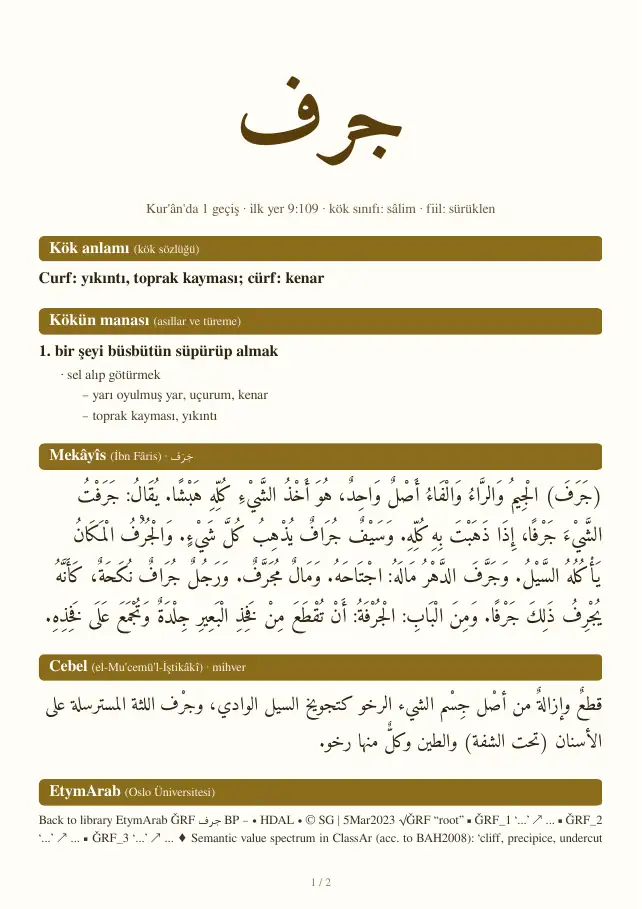 جرف
Kur'ân'da 1 geçiş · ilk yer 9:109 · kök sınıfı: sâlim · fiil: sürüklen
Kök anlamı (kök sözlüğü)
Curf: yıkıntı, toprak kayması; cürf: kenar
Kökün manası (asıllar ve türeme)
1. bir şeyi büsbütün süpürüp almak
· sel alıp götürmek
– yarı oyulmuş yar, uçurum, kenar
– toprak kayması, yıkıntı
Mekâyîs (İbn Fâris) · جرف
(جَرَفَ) الْجِيمُ وَالرَّاءُ وَالْفَاءُ أَصْلٌ وَاحِدٌ، هُوَ أَخْذُ الشَّيْءِ كُلِّهِ هَبْشًا. يُقَالُ: جَرَفْتُ
الشَّيْءَ جَرْفًا، إِذَا ذَهَبْتَ بِهِ كُلِّهِ. وَسَيْفٌ جُرَافٌ يُذْهِبُ كُلَّ شَيْءٍ. وَالْجُرُْفُ الْمَكَانُ
يَأْكُلُهُ السَّيْلُ. وَجَرَّفَ الدَّهْرُ مَالَهُ: اجْتَاحَهُ. وَمَالٌ مُجَرَّفٌ. وَرَجُلٌ جُرَافٌ نُكَحَةٌ، كَأَنَّهُ
يُجْرِفُ ذَلِكَ جَرْفًا. وَمِنَ الْبَابِ: الْجُرْفَةُ: أَنْ تُقْطَعَ مِنْ فَخِذِ الْبَعِيرِ جِلْدَةٌ وَتُجْمَعَ عَلَى فَخِذِهِ.
Cebel (el-Mu'cemü'l-İştikâkî) · mihver
قطعٌ وإزالةٌ من أصْل جِسْم الشيء الرخو كتجويخ السيل الوادي، وجرْف اللثة المسترسلة على
الأسنان (تحت الشفة) والطين وكلٌّ منها رخو.
EtymArab (Oslo Üniversitesi)
Back to library EtymArab ǦRF جرف BP – • HDAL • © SG | 5Mar2023 √ǦRF “root” ▪ ǦRF_1 ‘...’ ↗ ... ▪ ǦRF_2
‘...’ ↗ ... ▪ ǦRF_3 ‘...’ ↗ ... ♦ Semantic value spectrum in ClassAr (acc. to BAH2008): ‘cliff, precipice, undercut
1 / 2